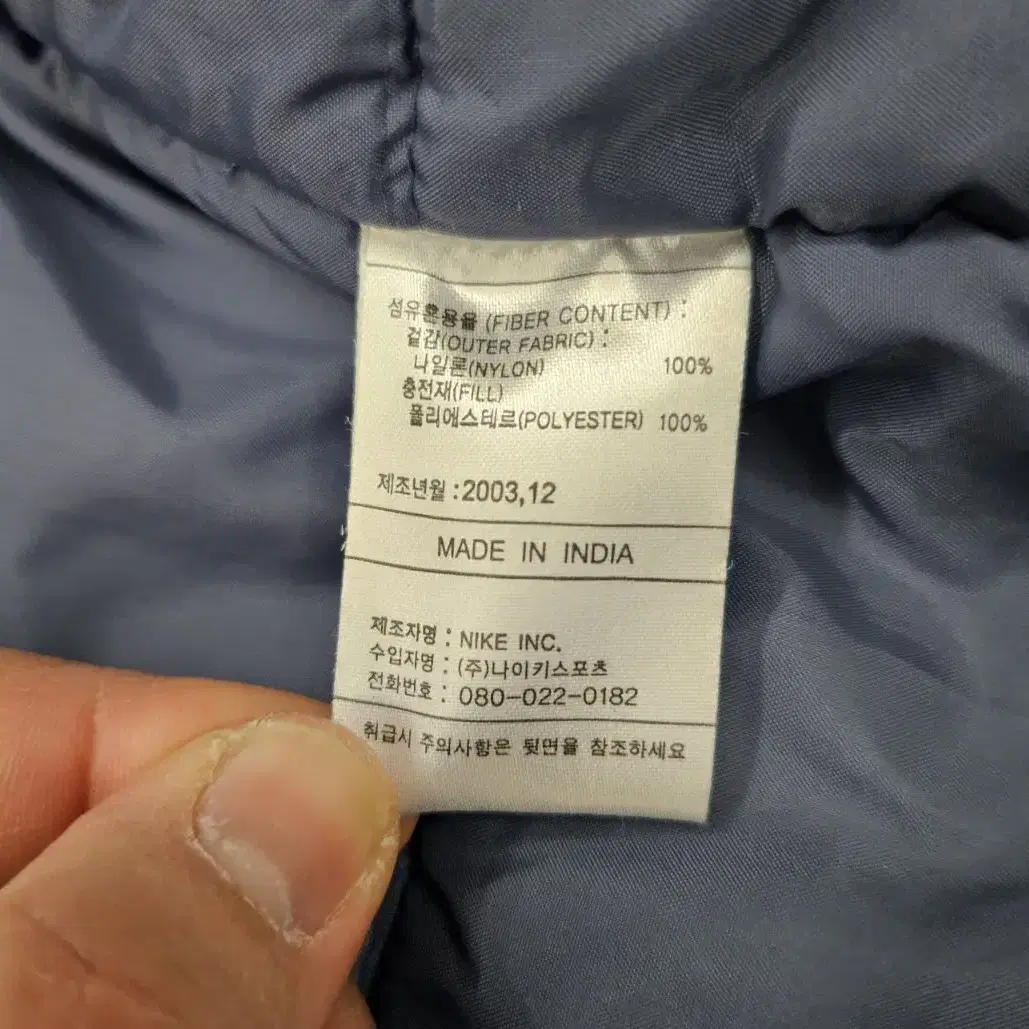 섬유혼용율 (FIBER CONTENT) :
겉감(OUTER FABRIC) :
나일론(NYLON) 100%
충전재(FILL)
폴리에스테르(POLYESTER) 100%
제조년월 : 2003,12
MADE IN INDIA
제조자명 : NIKE INC.
수입자명 : (주)나이키스포츠
전화번호 : 080-022-0182
취급시 주의사항은 뒷면을 참조하세요